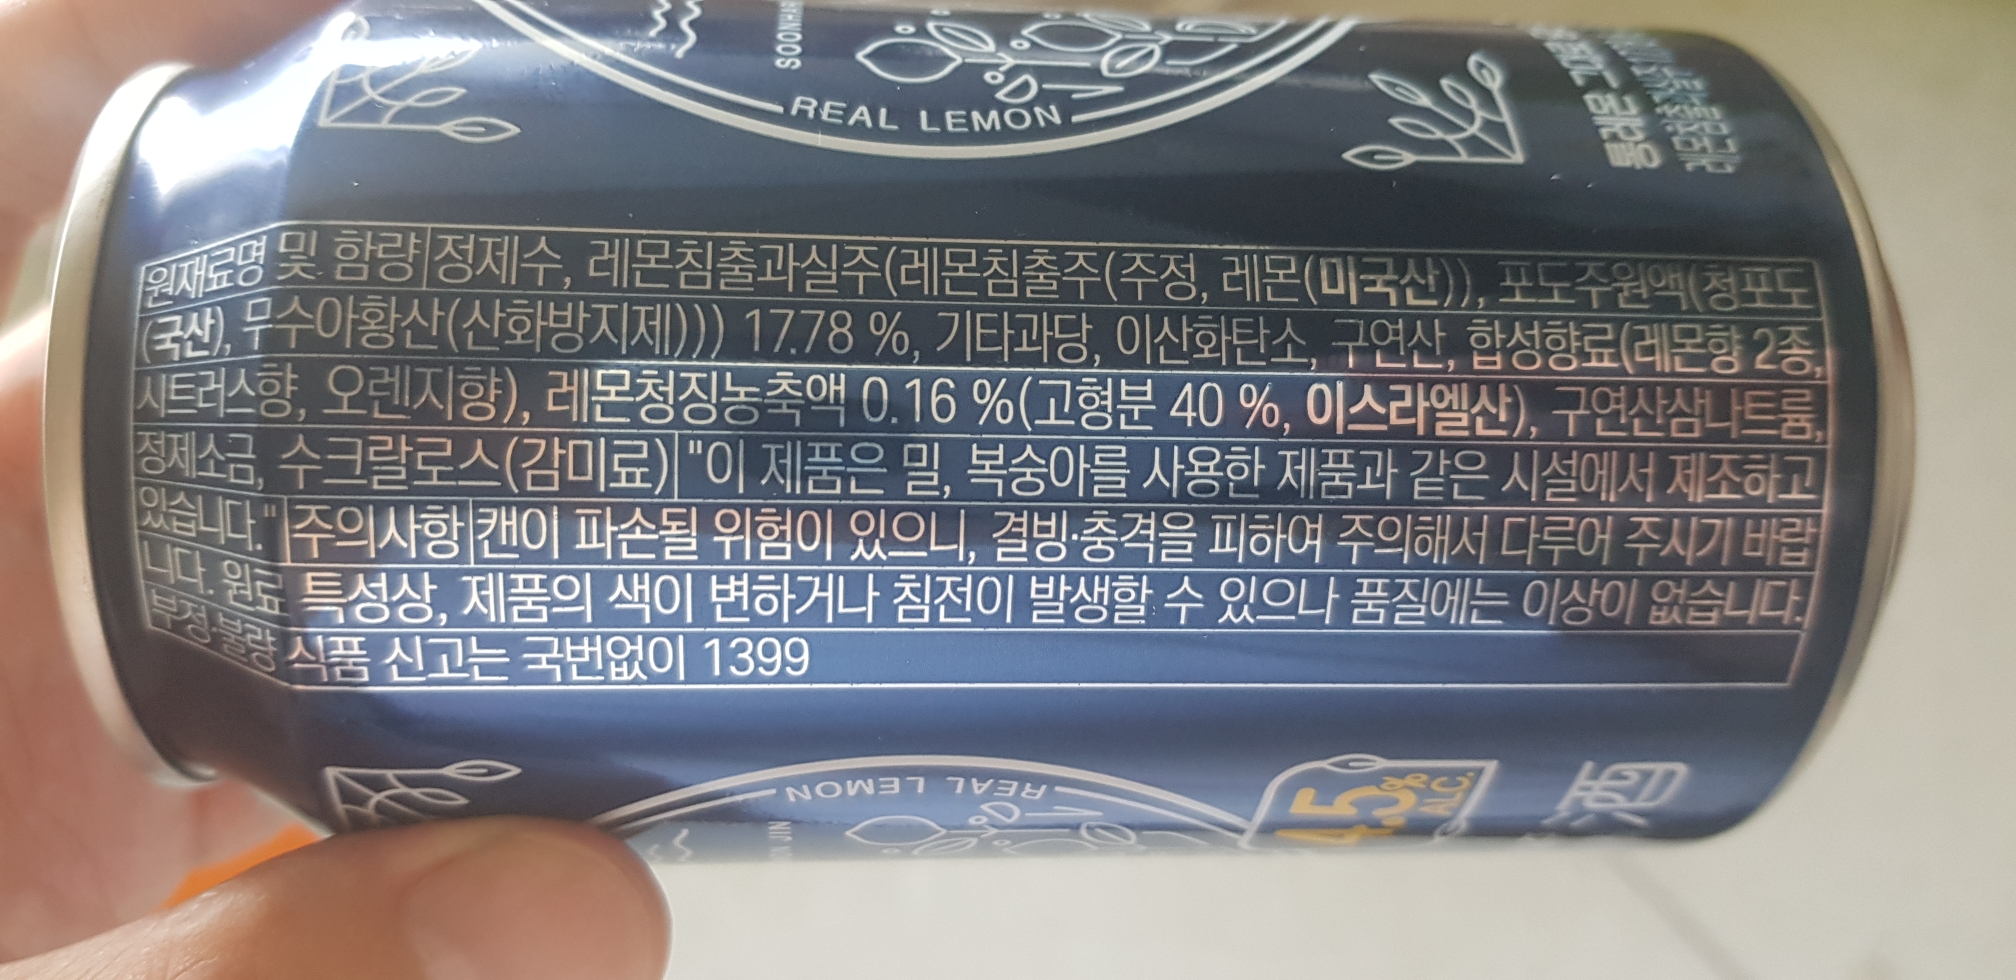 REAL LEMON
통레몬 그대로
원재료명 및 함량 정제수, 레몬침출과실주(레몬침출주(주정, 레몬(미국산)), 포도주원액(청포도
(국산), 무수아황산(산화방지제))) 17.78 %, 기타과당, 이산화탄소, 구연산, 합성향료(레몬향 2종,
시트러스향, 오렌지향), 레몬청징농축액 0.16 %(고형분 40 %, 이스라엘산), 구연산삼나트륨,
정제소금, 수크랄로스(감미료) "이 제품은 밀, 복숭아를 사용한 제품과 같은 시설에서 제조하고
있습니다." 주의사항 캔이 파손될 위험이 있으니, 결빙·충격을 피하여 주의해서 다루어 주시기 바랍
니다. 원료 특성상, 제품의 색이 변하거나 침전이 발생할 수 있으나 품질에는 이상이 없습니다.
부정·불량 식품 신고는 국번없이 1399
REAL LEMON
JIN
4.5% ALC.
酒